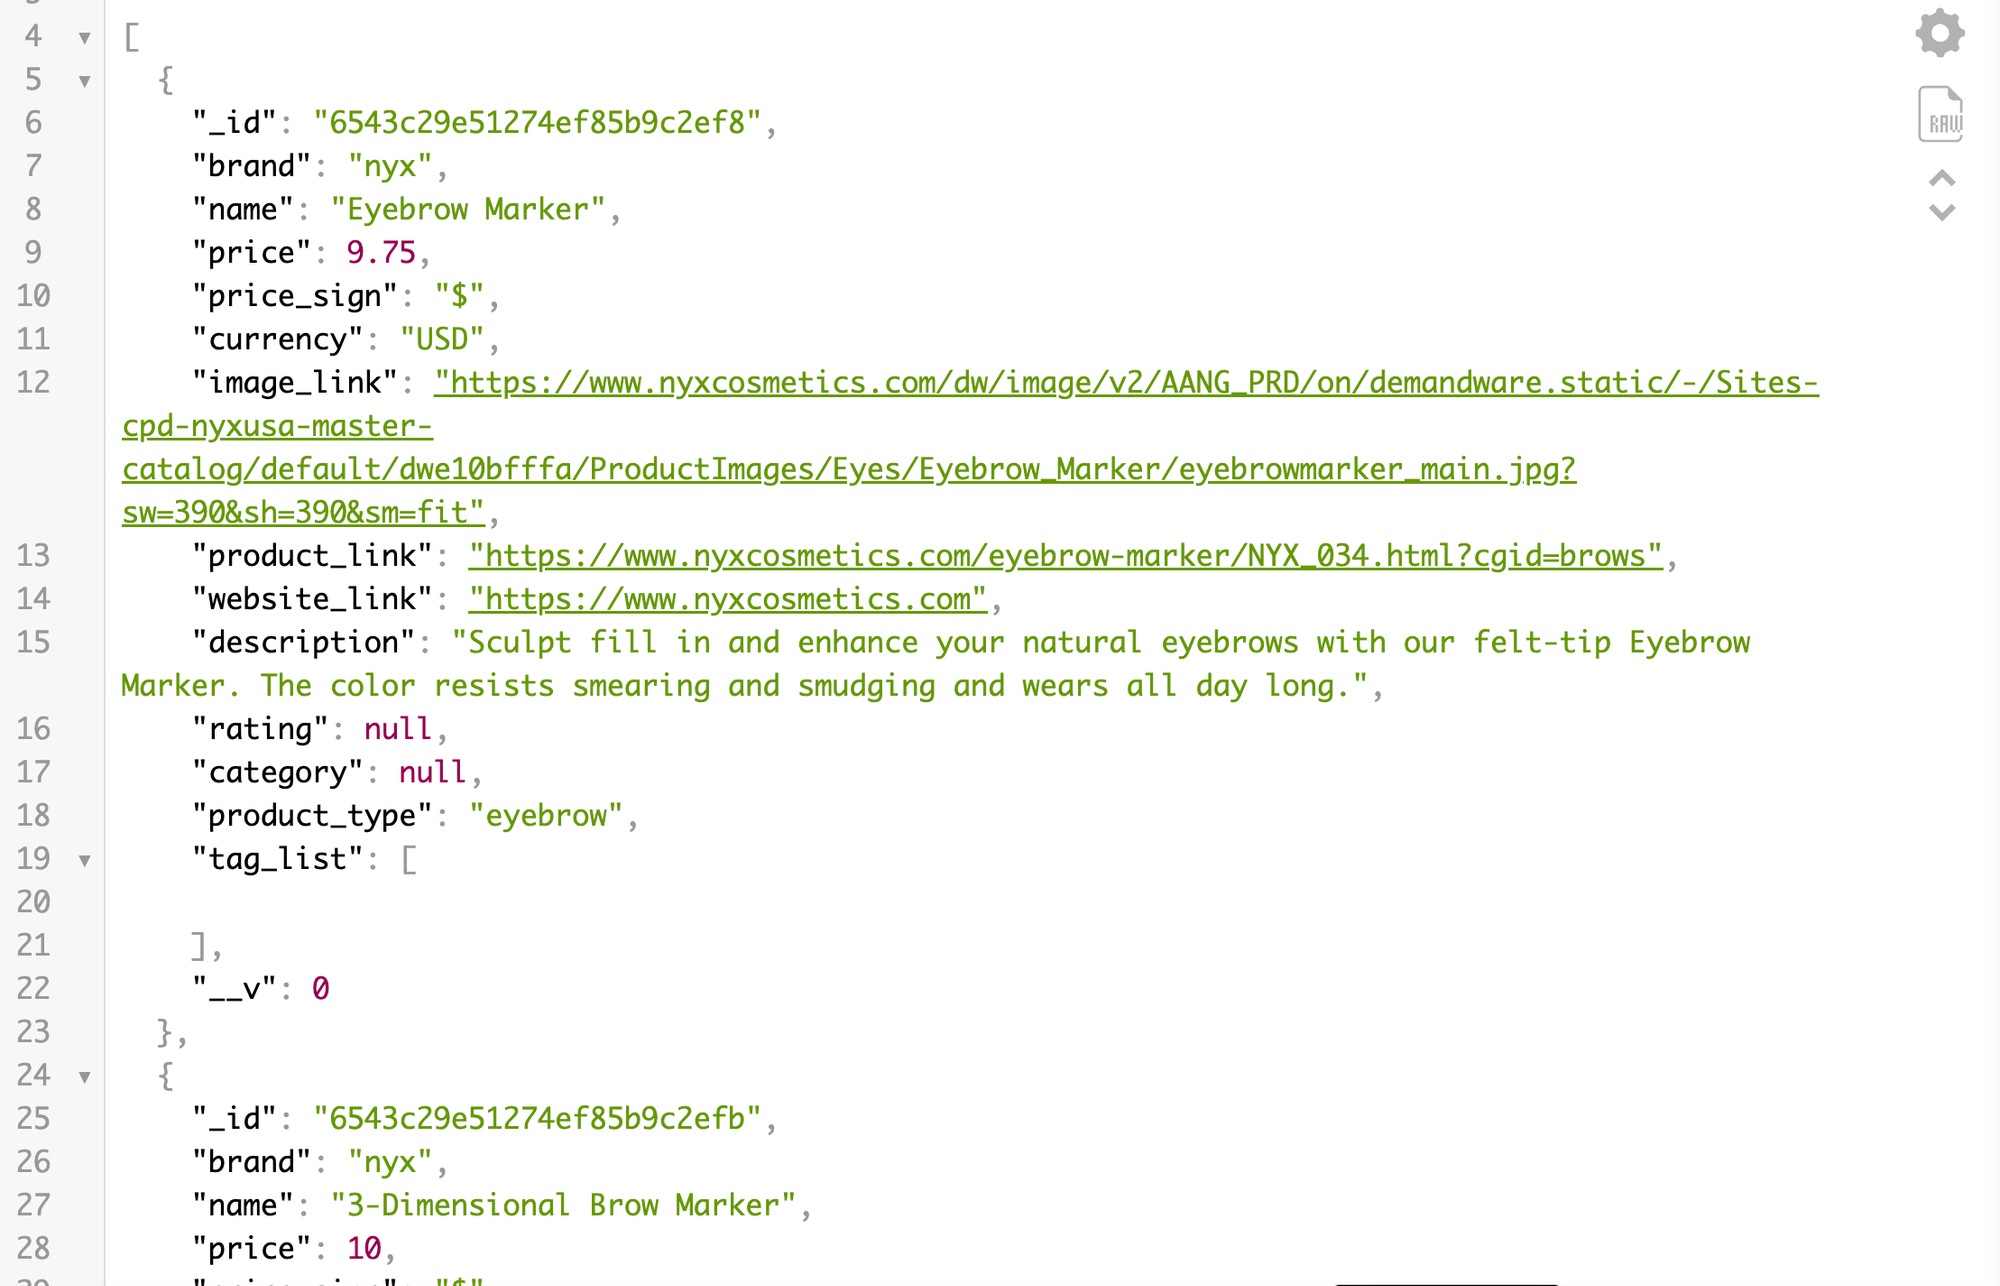 4 ▼ [
5 ▼ {
6 "_id": "6543c29e51274ef85b9c2ef8",
7 "brand": "nyx",
8 "name": "Eyebrow Marker",
9 "price": 9.75,
10 "price_sign": "$",
11 "currency": "USD",
12 "image_link": "https://www.nyxcosmetics.com/dw/image/v2/AANG_PRD/on/demandware.static/-/Sites-
cpd-nyxusa-master-
catalog/default/dwe10bfffa/ProductImages/Eyes/Eyebrow_Marker/eyebrowmarker_main.jpg?
sw=390&sh=390&sm=fit",
13 "product_link": "https://www.nyxcosmetics.com/eyebrow-marker/NYX_034.html?cgid=brows",
14 "website_link": "https://www.nyxcosmetics.com",
15 "description": "Sculpt fill in and enhance your natural eyebrows with our felt-tip Eyebrow
Marker. The color resists smearing and smudging and wears all day long.",
16 "rating": null,
17 "category": null,
18 "product_type": "eyebrow",
19 ▼ "tag_list": [
20
21 ],
22 "__v": 0
23 },
24 ▼ {
25 "_id": "6543c29e51274ef85b9c2efb",
26 "brand": "nyx",
27 "name": "3-Dimensional Brow Marker",
28 "price": 10,
RAW